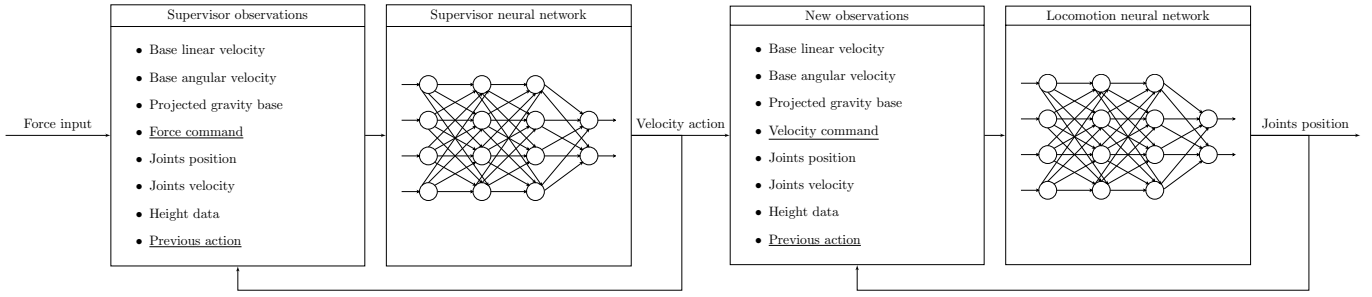 Force input
Supervisor observations
• Base linear velocity
• Base angular velocity
• Projected gravity base
• Force command
• Joints position
• Joints velocity
• Height data
• Previous action
Supervisor neural network
Velocity action
New observations
• Base linear velocity
• Base angular velocity
• Projected gravity base
• Velocity command
• Joints position
• Joints velocity
• Height data
• Previous action
Locomotion neural network
Joints position